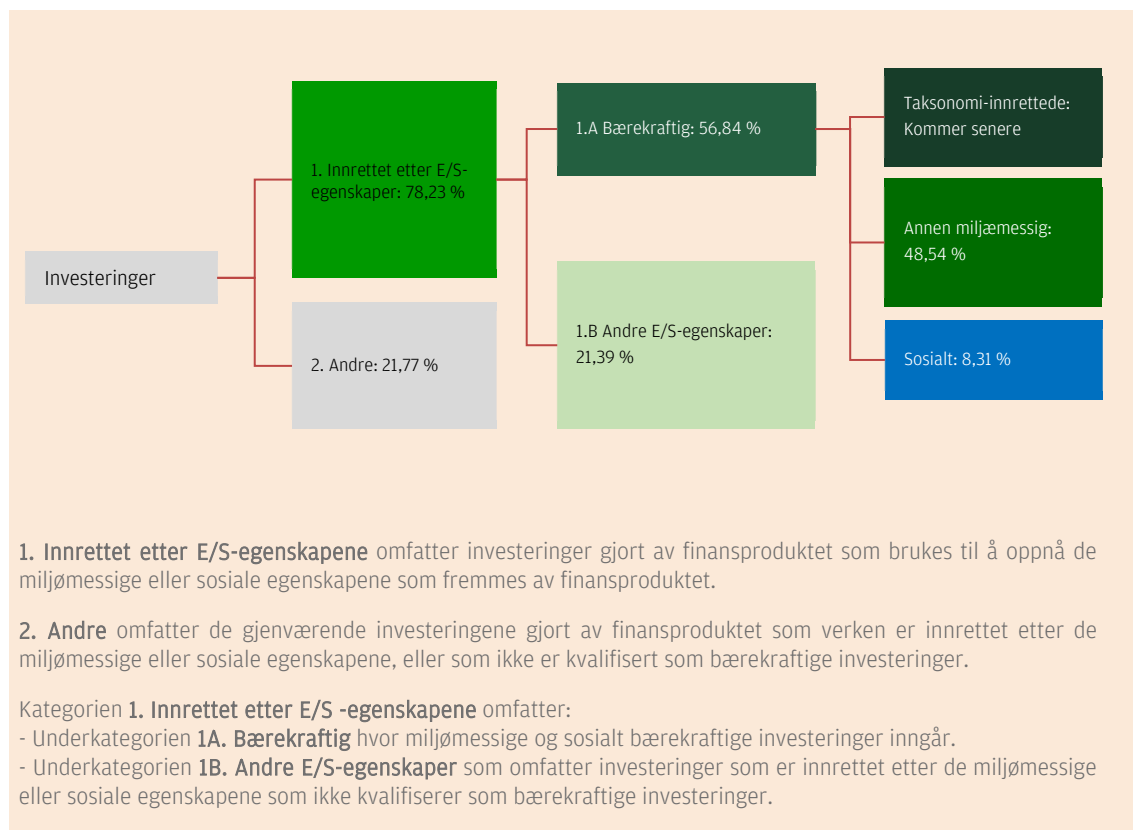 Investeringer
1. Innrettet etter E/S-
egenskaper: 78,23 %
2. Andre: 21,77 %
1.A Bærekraftig: 56,84 %
1.B Andre E/S-egenskaper:
21,39 %
Taksonomi-innrettede:
Kommer senere
Annen miljæmessig:
48,54 %
Sosialt: 8,31 %
1. Innrettet etter E/S-egenskapene omfatter investeringer gjort av finansproduktet som brukes til å oppnå de
miljømessige eller sosiale egenskapene som fremmes av finansproduktet.
2. Andre omfatter de gjenværende investeringene gjort av finansproduktet som verken er innrettet etter de
miljømessige eller sosiale egenskapene, eller som ikke er kvalifisert som bærekraftige investeringer.
Kategorien 1. Innrettet etter E/S -egenskapene omfatter:
- Underkategorien 1A. Bærekraftig hvor miljømessige og sosialt bærekraftige investeringer inngår.
- Underkategorien 1B. Andre E/S-egenskaper som omfatter investeringer som er innrettet etter de miljømessige
eller sosiale egenskapene som ikke kvalifiserer som bærekraftige investeringer.